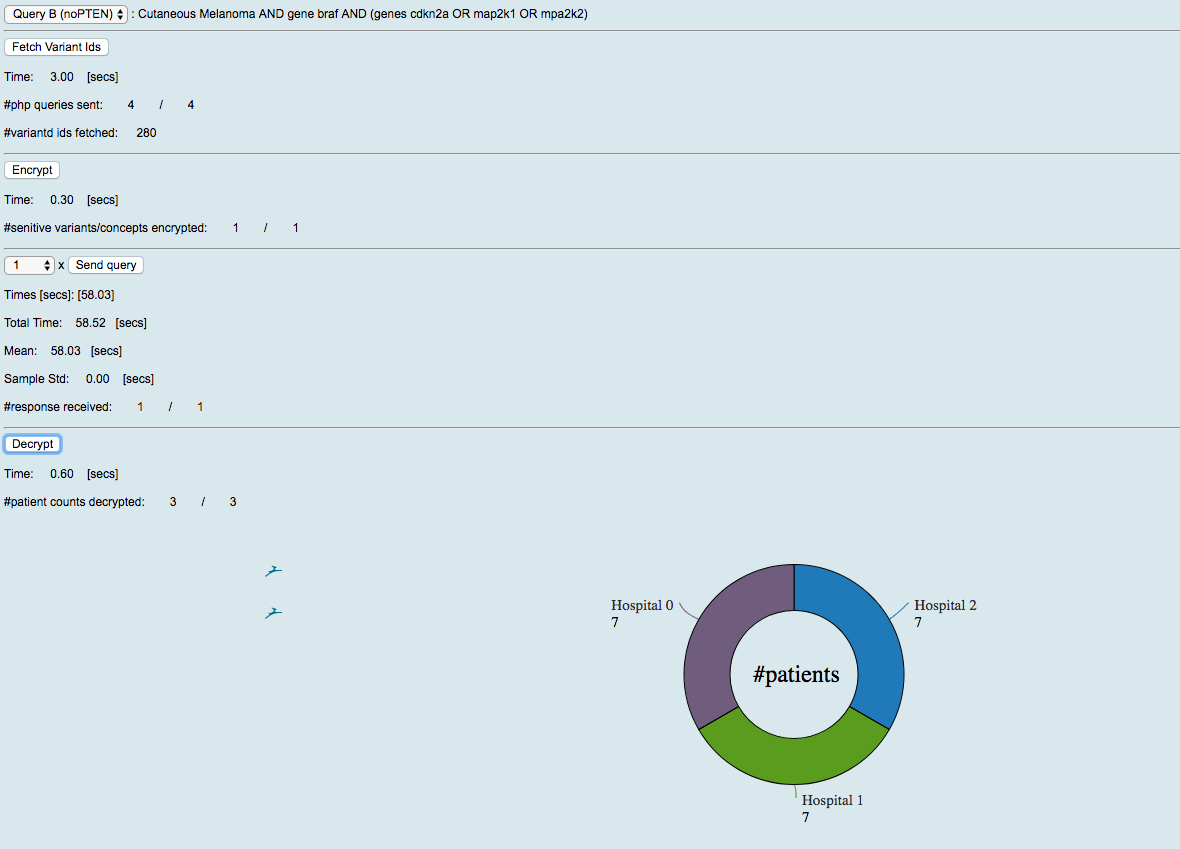 Query B (noPTEN) : Cutaneous Melanoma AND gene braf AND (genes cdkn2a OR map2k1 OR mpa2k2)
Fetch Variant Ids
Time: 3.00 [secs]
#php queries sent: 4 / 4
#variantd ids fetched: 280
Encrypt
Time: 0.30 [secs]
#senitive variants/concepts encrypted: 1 / 1
1 x Send query
Times [secs]: [58.03]
Total Time: 58.52 [secs]
Mean: 58.03 [secs]
Sample Std: 0.00 [secs]
#response received: 1 / 1
Decrypt
Time: 0.60 [secs]
#patient counts decrypted: 3 / 3
Hospital 0
7
Hospital 2
7
#patients
Hospital 1
7